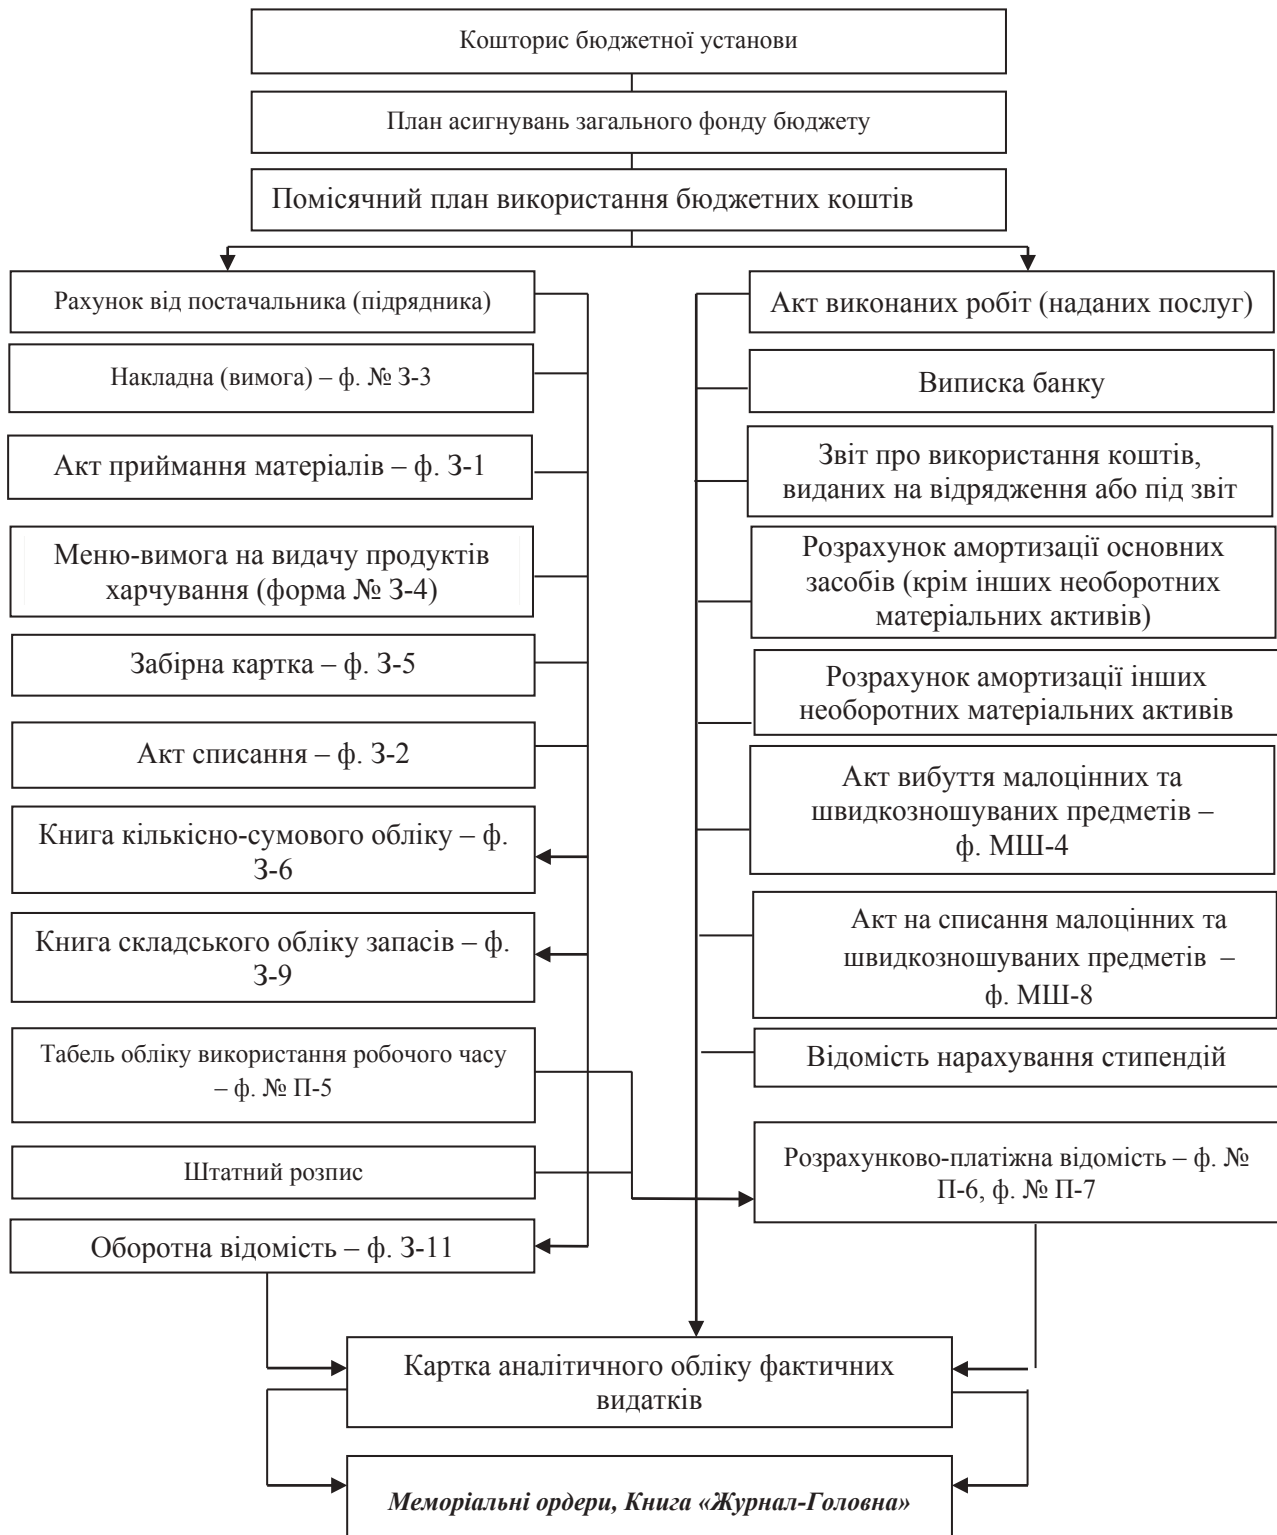 Кошторис бюджетної установи
План асигнувань загального фонду бюджету
Помісячний план використання бюджетних коштів
Рахунок від постачальника (підрядника)
Накладна (вимога) – ф. № З-3
Акт приймання матеріалів – ф. З-1
Меню-вимога на видачу продуктів
харчування (форма № З-4)
Забірна картка – ф. З-5
Акт списання – ф. З-2
Книга кількісно-сумового обліку – ф.
З-6
Книга складського обліку запасів – ф.
З-9
Табель обліку використання робочого часу
– ф. № П-5
Штатний розпис
Оборотна відомість – ф. З-11
Акт виконаних робіт (наданих послуг)
Виписка банку
Звіт про використання коштів,
виданих на відрядження або під звіт
Розрахунок амортизації основних
засобів (крім інших необоротних
матеріальних активів)
Розрахунок амортизації інших
необоротних матеріальних активів
Акт вибуття малоцінних та
швидкозношуваних предметів –
ф. МШ-4
Акт на списання малоцінних та
швидкозношуваних предметів –
ф. МШ-8
Відомість нарахування стипендій
Розрахунково-платіжна відомість – ф. №
П-6, ф. № П-7
Картка аналітичного обліку фактичних
видатків
Меморіальні ордери, Книга «Журнал-Головна»